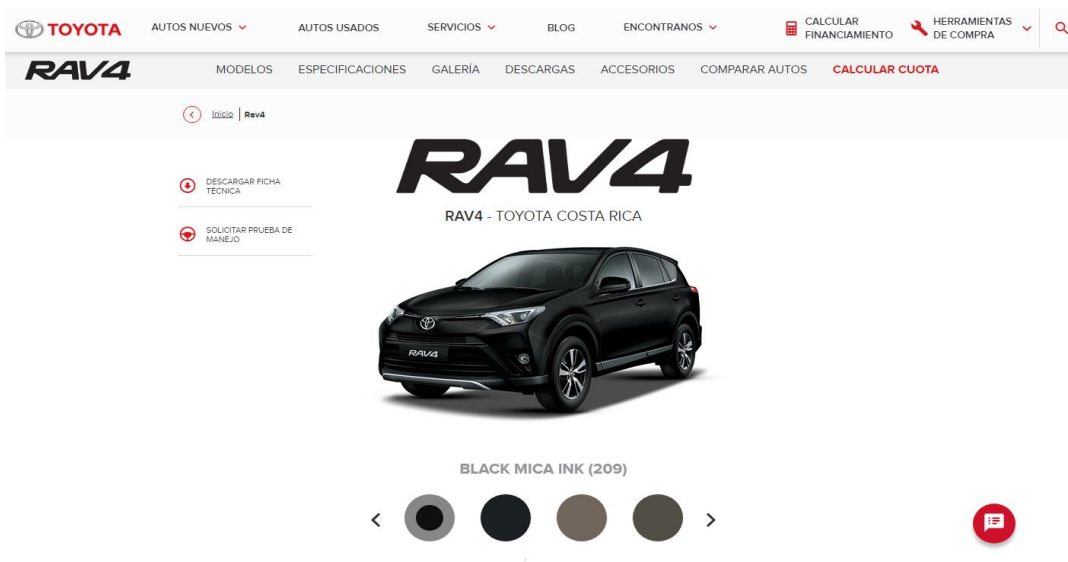 TOYOTA
AUTOS NUEVOS
AUTOS USADOS
SERVICIOS
BLOG
ENCONTRANOS
CALCULAR
FINANCIAMIENTO
HERRAMIENTAS
DE COMPRA
RAV4
MODELOS
ESPECIFICACIONES
GALERÍA
DESCARGAS
ACCESORIOS
COMPARAR AUTOS
CALCULAR CUOTA
Inicio
Rav4
RAV4
DESCARGAR FICHA
TÉCNICA
SOLICITAR PRUEBA DE
MANEJO
RAV4 - TOYOTA COSTA RICA
RAV4
BLACK MICA INK (209)